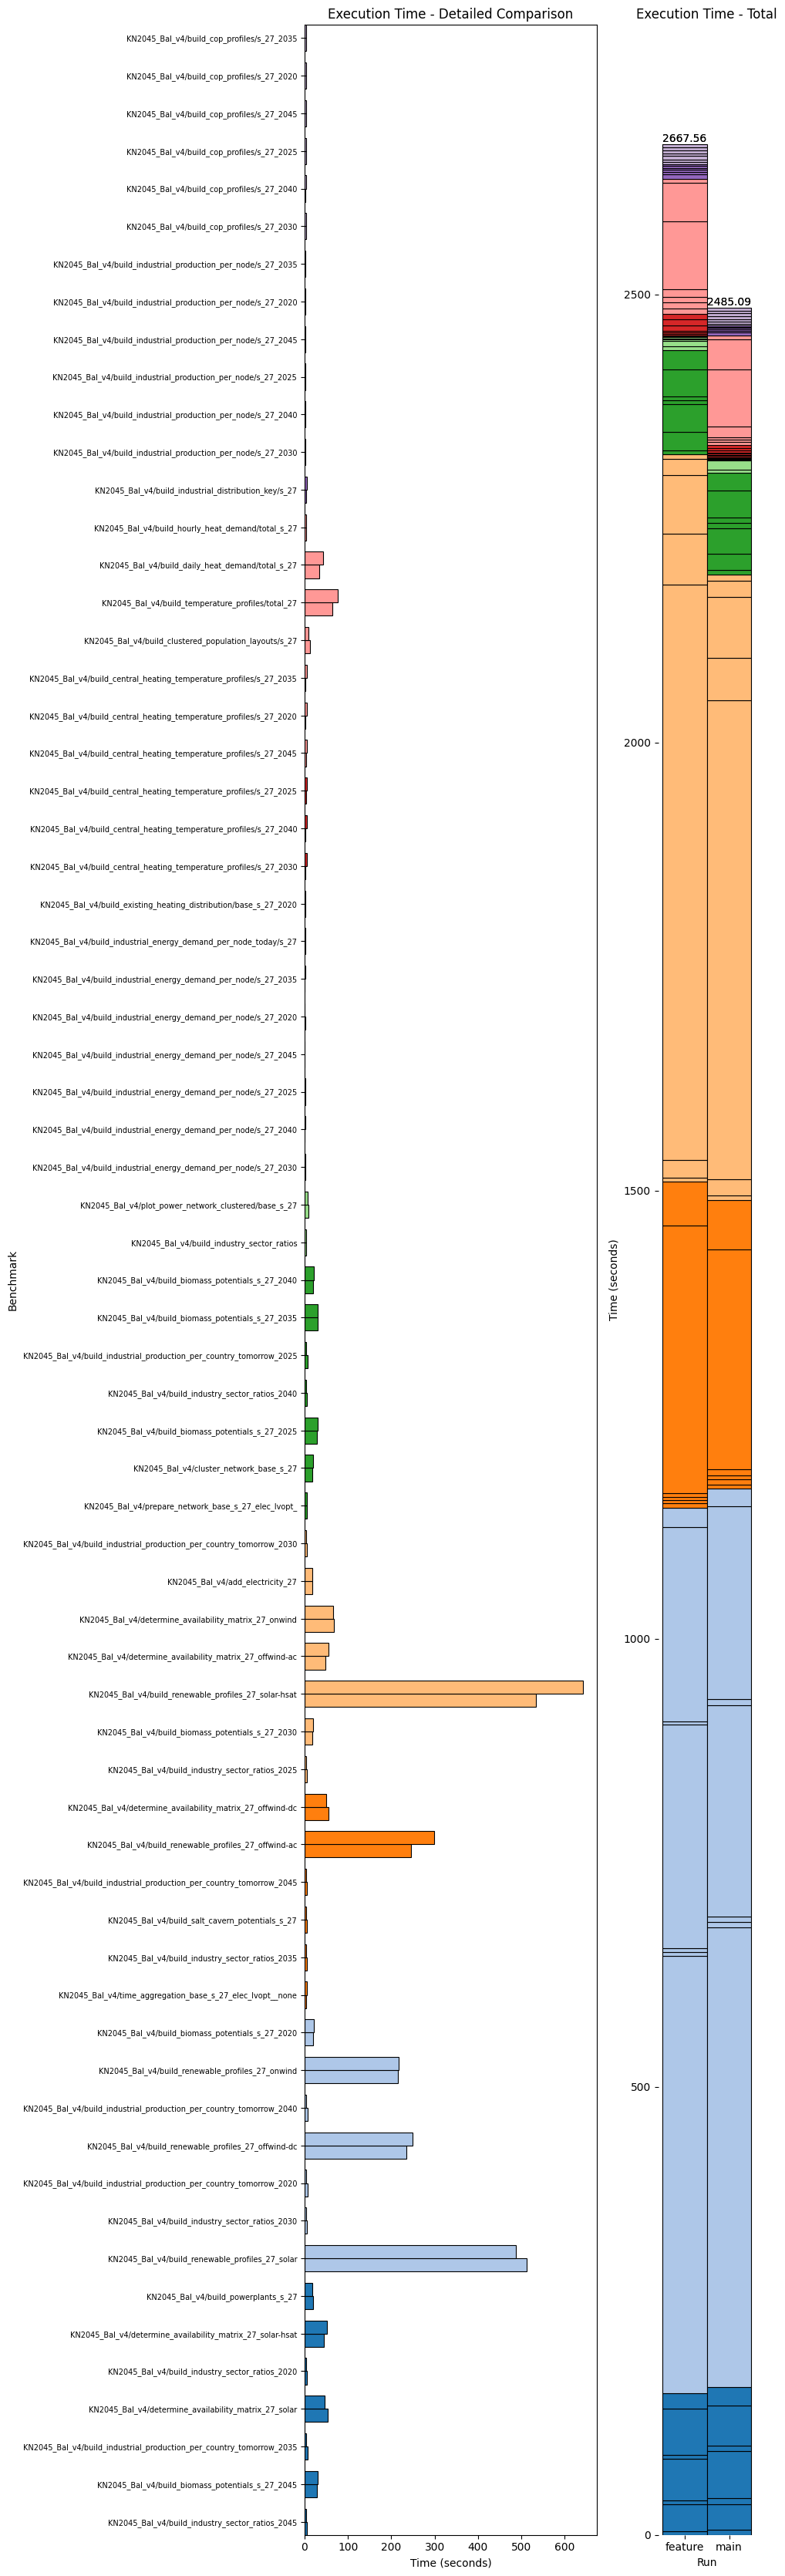 Execution Time - Detailed Comparison
Execution Time - Total
KN2045_Bal_v4/build_cop_profiles/s_27_2035
KN2045_Bal_v4/build_cop_profiles/s_27_2020
KN2045_Bal_v4/build_cop_profiles/s_27_2045
KN2045_Bal_v4/build_cop_profiles/s_27_2025
KN2045_Bal_v4/build_cop_profiles/s_27_2040
KN2045_Bal_v4/build_cop_profiles/s_27_2030
KN2045_Bal_v4/build_industrial_production_per_node/s_27_2035
KN2045_Bal_v4/build_industrial_production_per_node/s_27_2020
KN2045_Bal_v4/build_industrial_production_per_node/s_27_2045
KN2045_Bal_v4/build_industrial_production_per_node/s_27_2025
KN2045_Bal_v4/build_industrial_production_per_node/s_27_2040
KN2045_Bal_v4/build_industrial_production_per_node/s_27_2030
KN2045_Bal_v4/build_industrial_distribution_key/s_27
KN2045_Bal_v4/build_hourly_heat_demand/total_s_27
KN2045_Bal_v4/build_daily_heat_demand/total_s_27
KN2045_Bal_v4/build_temperature_profiles/total_27
KN2045_Bal_v4/build_clustered_population_layouts/s_27
KN2045_Bal_v4/build_central_heating_temperature_profiles/s_27_2035
KN2045_Bal_v4/build_central_heating_temperature_profiles/s_27_2020
KN2045_Bal_v4/build_central_heating_temperature_profiles/s_27_2045
KN2045_Bal_v4/build_central_heating_temperature_profiles/s_27_2025
KN2045_Bal_v4/build_central_heating_temperature_profiles/s_27_2040
KN2045_Bal_v4/build_central_heating_temperature_profiles/s_27_2030
KN2045_Bal_v4/build_existing_heating_distribution/base_s_27_2020
KN2045_Bal_v4/build_industrial_energy_demand_per_node_today/s_27
KN2045_Bal_v4/build_industrial_energy_demand_per_node/s_27_2035
KN2045_Bal_v4/build_industrial_energy_demand_per_node/s_27_2020
KN2045_Bal_v4/build_industrial_energy_demand_per_node/s_27_2045
KN2045_Bal_v4/build_industrial_energy_demand_per_node/s_27_2025
KN2045_Bal_v4/build_industrial_energy_demand_per_node/s_27_2040
KN2045_Bal_v4/build_industrial_energy_demand_per_node/s_27_2030
KN2045_Bal_v4/plot_power_network_clustered/base_s_27
KN2045_Bal_v4/build_industry_sector_ratios
KN2045_Bal_v4/build_biomass_potentials_s_27_2040
KN2045_Bal_v4/build_biomass_potentials_s_27_2035
KN2045_Bal_v4/build_industrial_production_per_country_tomorrow_2025
KN2045_Bal_v4/build_industry_sector_ratios_2040
KN2045_Bal_v4/build_biomass_potentials_s_27_2025
KN2045_Bal_v4/cluster_network_base_s_27
KN2045_Bal_v4/prepare_network_base_s_27_elec_lvopt_
KN2045_Bal_v4/build_industrial_production_per_country_tomorrow_2030
KN2045_Bal_v4/add_electricity_27
KN2045_Bal_v4/determine_availability_matrix_27_onwind
KN2045_Bal_v4/determine_availability_matrix_27_offwind-ac
KN2045_Bal_v4/build_renewable_profiles_27_solar-hsat
KN2045_Bal_v4/build_biomass_potentials_s_27_2030
KN2045_Bal_v4/build_industry_sector_ratios_2025
KN2045_Bal_v4/determine_availability_matrix_27_offwind-dc
KN2045_Bal_v4/build_renewable_profiles_27_offwind-ac
KN2045_Bal_v4/build_industrial_production_per_country_tomorrow_2045
KN2045_Bal_v4/build_salt_cavern_potentials_s_27
KN2045_Bal_v4/build_industry_sector_ratios_2035
KN2045_Bal_v4/time_aggregation_base_s_27_elec_lvopt__none
KN2045_Bal_v4/build_biomass_potentials_s_27_2020
KN2045_Bal_v4/build_renewable_profiles_27_onwind
KN2045_Bal_v4/build_industrial_production_per_country_tomorrow_2040
KN2045_Bal_v4/build_renewable_profiles_27_offwind-dc
KN2045_Bal_v4/build_industrial_production_per_country_tomorrow_2020
KN2045_Bal_v4/build_industry_sector_ratios_2030
KN2045_Bal_v4/build_renewable_profiles_27_solar
KN2045_Bal_v4/build_powerplants_s_27
KN2045_Bal_v4/determine_availability_matrix_27_solar-hsat
KN2045_Bal_v4/build_industry_sector_ratios_2020
KN2045_Bal_v4/determine_availability_matrix_27_solar
KN2045_Bal_v4/build_industrial_production_per_country_tomorrow_2035
KN2045_Bal_v4/build_biomass_potentials_s_27_2045
KN2045_Bal_v4/build_industry_sector_ratios_2045
Benchmark
0 100 200 300 400 500 600
Time (seconds)
2667.56
2485.09
2500
2000
1500
1000
500
0
Time (seconds)
feature main
Run